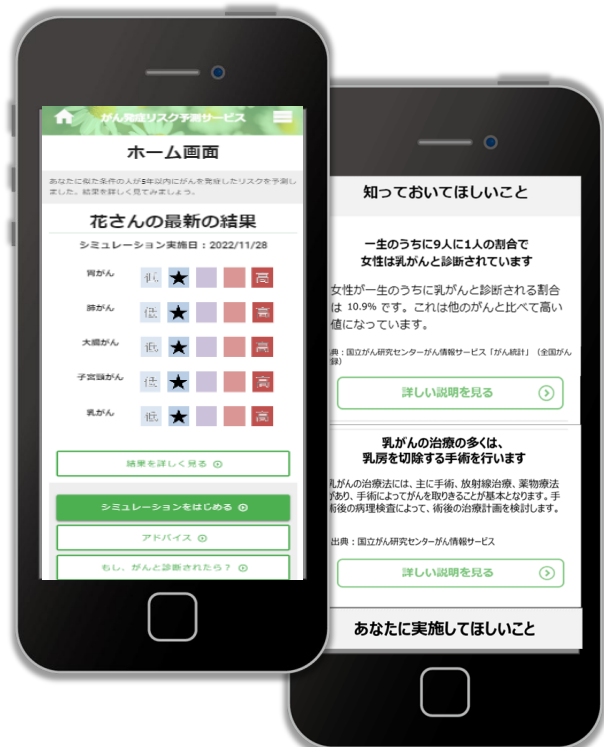 がん発症リスク予測サービス
ホーム画面
あなたに似た条件の人が5年以内にがんを発症したリスクを予測し
ました。結果を詳しく見てみましょう。
花さんの最新の結果
シミュレーション実施日：2022/11/28
胃がん 低 ★ 高
肺がん 低 ★ 高
大腸がん 低 ★ 高
子宮頸がん 低 ★ 高
乳がん 低 ★ 高
結果を詳しく見る
シミュレーションをはじめる
アドバイス
もし、がんと診断されたら？
知っておいてほしいこと
一生のうちに9人に1人の割合で
女性は乳がんと診断されています
女性が一生のうちに乳がんと診断される割合
は 10.9% です。これは他のがんと比べて高い
値になっています。
典：国立がん研究センターがん情報サービス「がん統計」（全国がん
録）
詳しい説明を見る
乳がんの治療の多くは、
乳房を切除する手術を行います
乳がんの治療法には、主に手術、放射線治療、薬物療法
があり、手術によってがんを取りきることが基本となります。手
術後の病理検査によって、術後の治療計画を検討します。
出典：国立がん研究センターがん情報サービス
詳しい説明を見る
あなたに実施してほしいこと